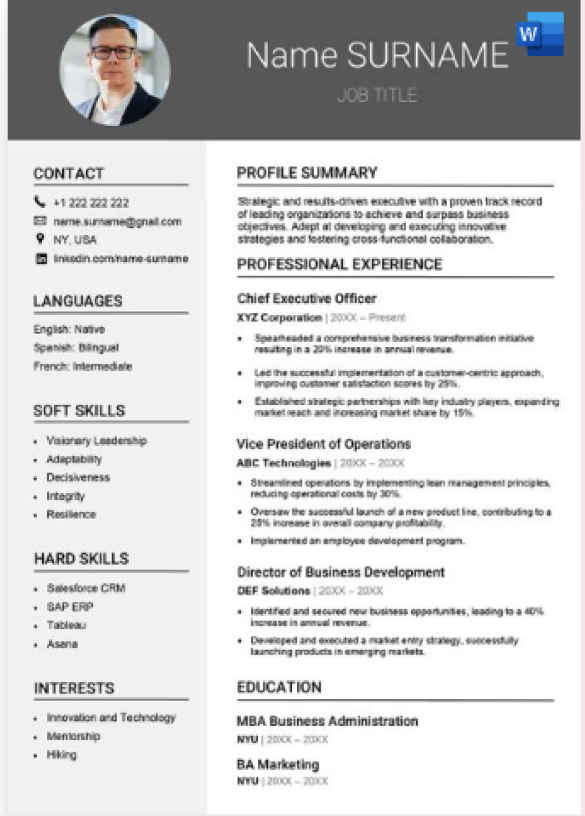 W
Name SURNAME
JOB TITLE
CONTACT
+1 222 222 222
name.surname@gnail.com
NY, USA
in linkedin.com/name-surname
LANGUAGES
English: Native
Spanish: Bilingual
French: Intermediate
SOFT SKILLS
• Visionary Leadership
• Adaptability
• Decisiveness
• Integrity
• Resilience
HARD SKILLS
• Salesforce CRM
• SAP ERP
• Tableau
• Asana
INTERESTS
• Innovation and Technology
• Mentorship
• Hiking
PROFILE SUMMARY
Strategic and results-driven executive with a proven track record
of leading organizations to achieve and surpass business
objectives. Adept at developing and executing innovative
strategies and fostering cross-functional collaboration.
PROFESSIONAL EXPERIENCE
Chief Executive Officer
XYZ Corporation | 20XX – Present
• Spearheaded a comprehensive business transformation initiative
resulting in a 20% increase in annual revenue.
• Led the successful implementation of a customer-centric approach,
improving customer satisfaction scores by 25%.
• Established strategic partnerships with key industry players, expanding
market reach and increasing market share by 15%.
Vice President of Operations
ABC Technologies | 20XX – 20XX
• Streamlined operations by implementing lean management principles,
reducing operational costs by 30%.
• Oversaw the successful launch of a new product line, contributing to a
25% increase in overall company profitability.
• Implemented an employee development program.
Director of Business Development
DEF Solutions | 20XX – 20XX
• Identified and secured new business opportunities, leading to a 40%
increase in annual revenue.
• Developed and executed a market entry strategy, successfully
launching products in emerging markets.
EDUCATION
MBA Business Administration
NYU | 20XX – 20XX
BA Marketing
NYU | 20XX – 20XX